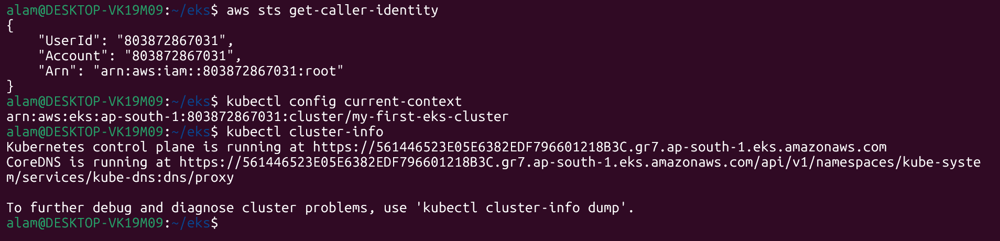 alam@DESKTOP-VK19M09:~/eks$ aws sts get-caller-identity
{
    "UserId": "803872867031",
    "Account": "803872867031",
    "Arn": "arn:aws:iam::803872867031:root"
}
alam@DESKTOP-VK19M09:~/eks$ kubectl config current-context
arn:aws:eks:ap-south-1:803872867031:cluster/my-first-eks-cluster
alam@DESKTOP-VK19M09:~/eks$ kubectl cluster-info
Kubernetes control plane is running at https://561446523E05E6382EDF796601218B3C.gr7.ap-south-1.eks.amazonaws.com
CoreDNS is running at https://561446523E05E6382EDF796601218B3C.gr7.ap-south-1.eks.amazonaws.com/api/v1/namespaces/kube-syste
m/services/kube-dns:dns/proxy

To further debug and diagnose cluster problems, use 'kubectl cluster-info dump'.
alam@DESKTOP-VK19M09:~/eks$